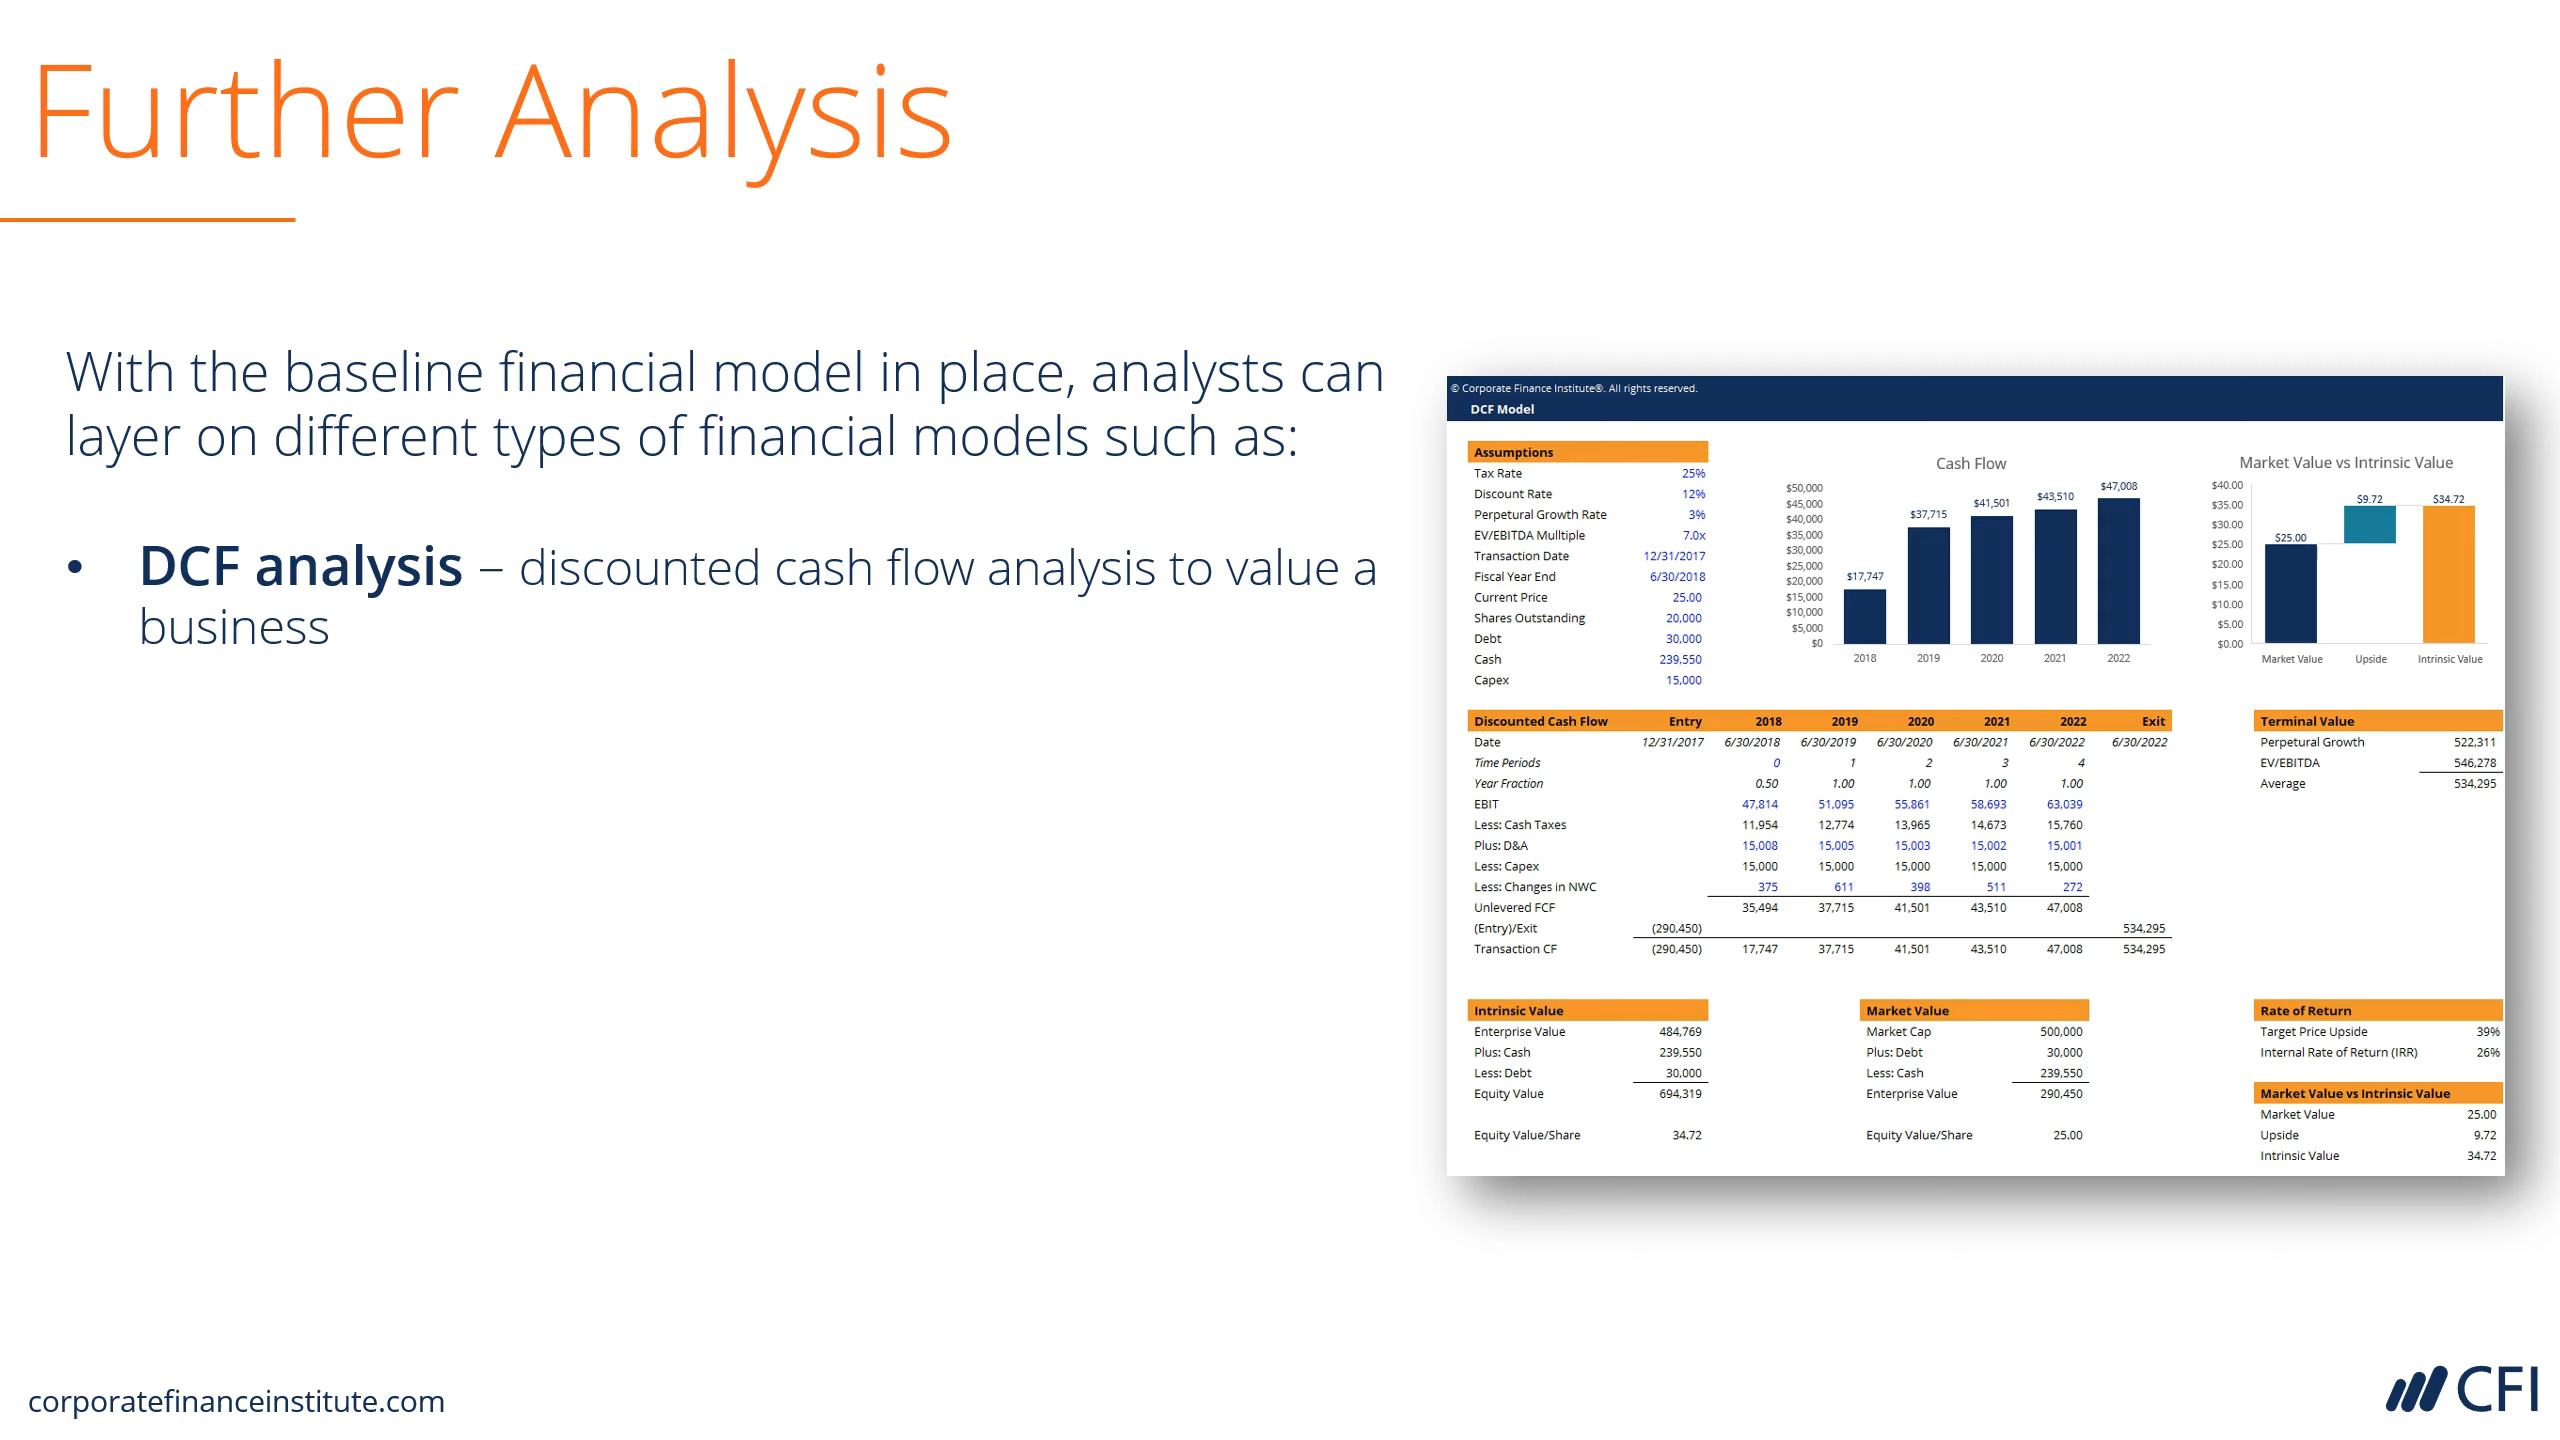 Further Analysis
With the baseline financial model in place, analysts can
layer on different types of financial models such as:
• DCF analysis – discounted cash flow analysis to value a
business
© Corporate Finance Institute®. All rights reserved.
DCF Model
Assumptions
Tax Rate 25%
Discount Rate 12%
Perpetural Growth Rate 3%
EV/EBITDA Mulltiple 7.0x
Transaction Date 12/31/2017
Fiscal Year End 6/30/2018
Current Price 25.00
Shares Outstanding 20,000
Debt 30,000
Cash 239,550
Capex 15,000
Cash Flow
$50,000
$45,000
$40,000
$35,000
$30,000
$25,000
$20,000
$15,000
$10,000
$5,000
$0
$17,747 $37,715 $41,501 $43,510 $47,008
2018 2019 2020 2021 2022
Market Value vs Intrinsic Value
$40.00
$35.00
$30.00
$25.00
$20.00
$15.00
$10.00
$5.00
$0.00
$25.00 $9.72 $34.72
Market Value Upside Intrinsic Value
Discounted Cash Flow Entry 2018 2019 2020 2021 2022 Exit
Date 12/31/2017 6/30/2018 6/30/2019 6/30/2020 6/30/2021 6/30/2022 6/30/2022
Time Periods 0 1 2 3 4
Year Fraction 0.50 1.00 1.00 1.00 1.00
EBIT 47,814 51,095 55,861 58,693 63,039
Less: Cash Taxes 11,954 12,774 13,965 14,673 15,760
Plus: D&A 15,008 15,005 15,003 15,002 15,001
Less: Capex 15,000 15,000 15,000 15,000 15,000
Less: Changes in NWC 375 611 398 511 272
Unlevered FCF 35,494 37,715 41,501 43,510 47,008
(Entry)/Exit (290,450) 534,295
Transaction CF (290,450) 17,747 37,715 41,501 43,510 47,008 534,295
Terminal Value
Perpetural Growth 522,311
EV/EBITDA 546,278
Average 534,295
Intrinsic Value
Enterprise Value 484,769
Plus: Cash 239,550
Less: Debt 30,000
Equity Value 694,319
Equity Value/Share 34.72
Market Value
Market Cap 500,000
Plus: Debt 30,000
Less: Cash 239,550
Enterprise Value 290,450
Equity Value/Share 25.00
Rate of Return
Target Price Upside 39%
Internal Rate of Return (IRR) 26%
Market Value vs Intrinsic Value
Market Value 25.00
Upside 9.72
Intrinsic Value 34.72
corporatefinanceinstitute.com
CFI